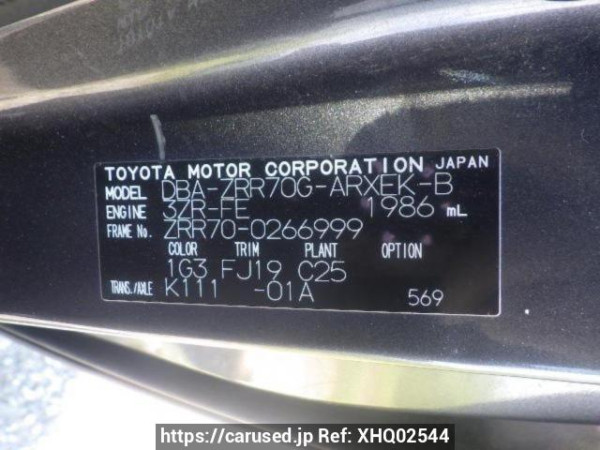 TOYOTA MOTOR CORPORATION JAPAN
MODEL DBA-ZRR70G-ARXEK-B
ENGINE 3ZR-FE 1986 mL
FRAME No. ZRR70-0266999
COLOR TRIM PLANT OPTION
1G3 FJ19 C25
TRANS./AXLE K111 -01A 569
https://carused.jp Ref: XHQ02544